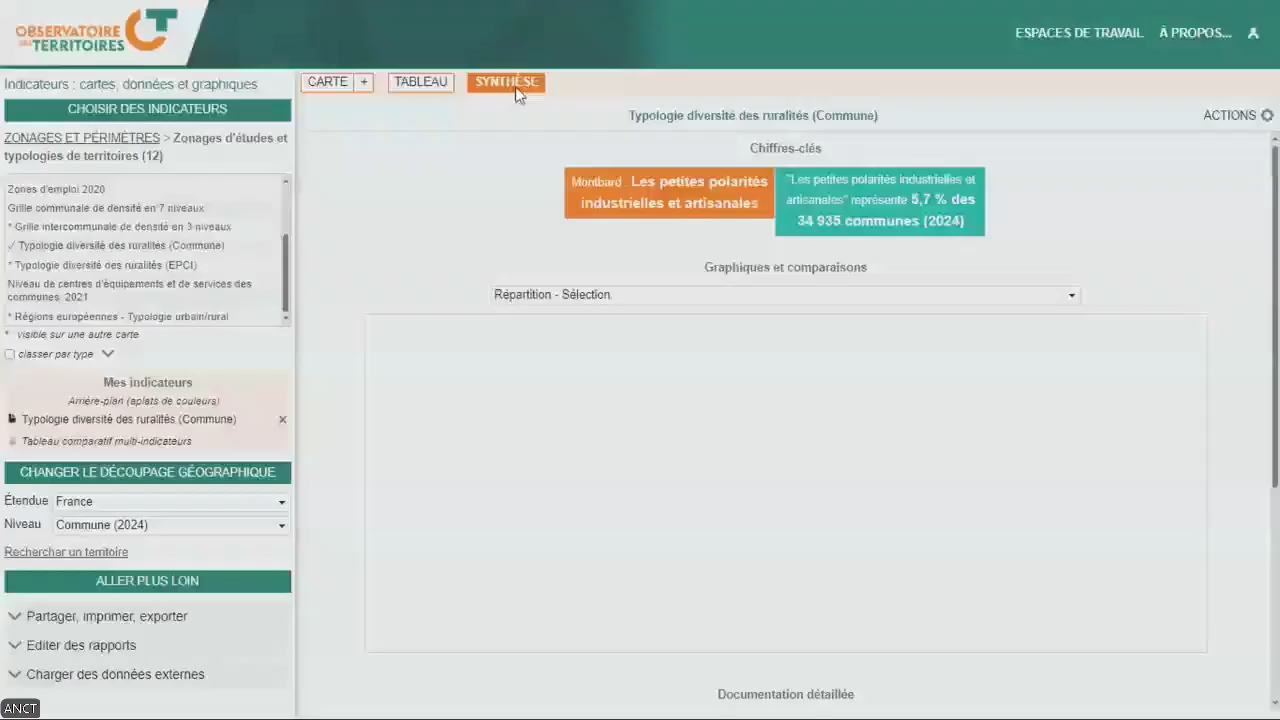 OBSERVATOIRE
DES TERRITOIRES
ESPACES DE TRAVAIL
À PROPOS...
Indicateurs : cartes, données et graphiques
CHOISIR DES INDICATEURS
ZONAGES ET PÉRIMÈTRES > Zonages d'études et
typologies de territoires (12)
Zones d'emploi 2020
Grille communale de densité en 7 niveaux
* Grille intercommunale de densité en 3 niveaux
✓ Typologie diversité des ruralités (Commune)
* Typologie diversité des ruralités (EPCI)
Niveau de centres d'équipements et de services des
communes, 2021
* Régions européennes - Typologie urbain/rural
* visible sur une autre carte
classer par type
Mes indicateurs
Arrière-plan (aplats de couleurs)
Typologie diversité des ruralités (Commune)
Tableau comparatif multi-indicateurs
CHANGER LE DÉCOUPAGE GÉOGRAPHIQUE
Étendue France
Niveau Commune (2024)
Rechercher un territoire
ALLER PLUS LOIN
Partager, imprimer, exporter
Editer des rapports
Charger des données externes
ANCT
CARTE + TABLEAU SYNTHÈSE
Typologie diversité des ruralités (Commune)
ACTIONS
Chiffres-clés
Montbard : Les petites polarités
industrielles et artisanales
"Les petites polarités industrielles et
artisanales" représente 5,7 % des
34 935 communes (2024)
Graphiques et comparaisons
Répartition - Sélection
Documentation détaillée